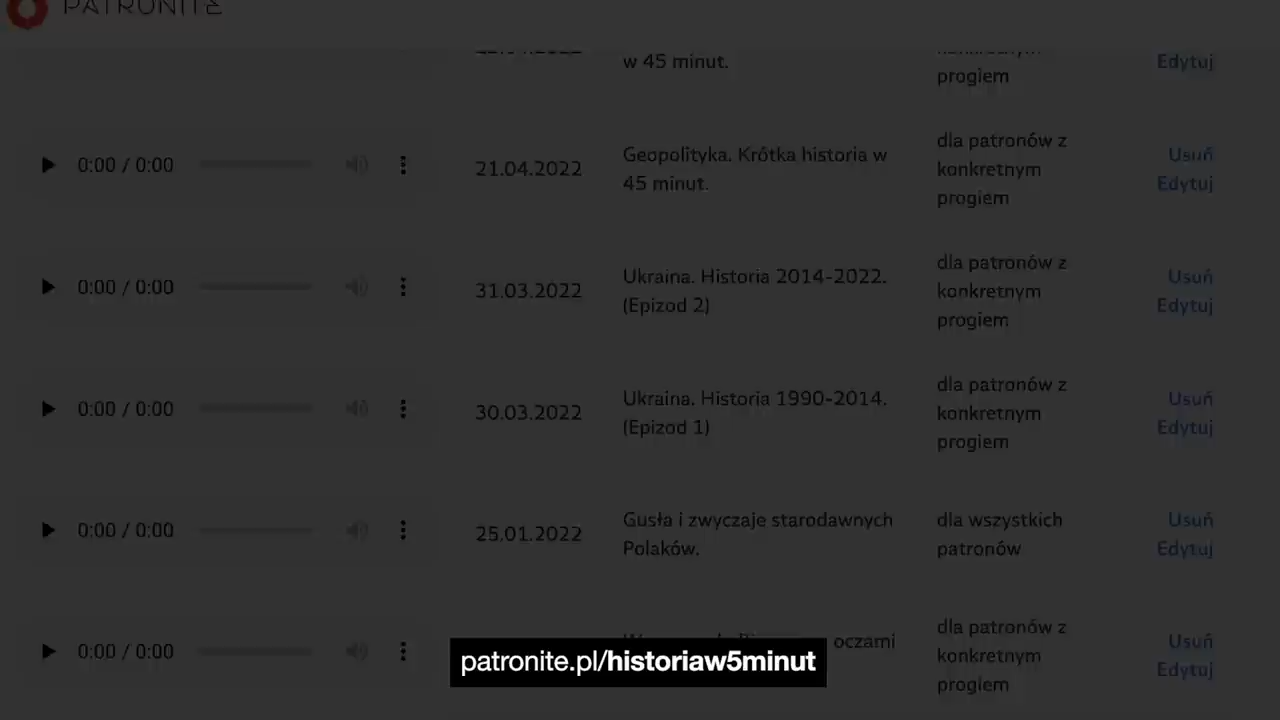 PATRONITE
w 45 minut.
progiem
Edytuj
0:00 / 0:00
21.04.2022
Geopolityka. Krótka historia w
45 minut.
dla patronów z
konkretnym
progiem
Usuń
Edytuj
0:00 / 0:00
31.03.2022
Ukraina. Historia 2014-2022.
(Epizod 2)
dla patronów z
konkretnym
progiem
Usuń
Edytuj
0:00 / 0:00
30.03.2022
Ukraina. Historia 1990-2014.
(Epizod 1)
dla patronów z
konkretnym
progiem
Usuń
Edytuj
0:00 / 0:00
25.01.2022
Gusła i zwyczaje starodawnych
Polaków.
dla wszystkich
patronów
Usuń
Edytuj
0:00 / 0:00
oczami
dla patronów z
konkretnym
progiem
Usuń
Edytuj
patronite.pl/historiaw5minut